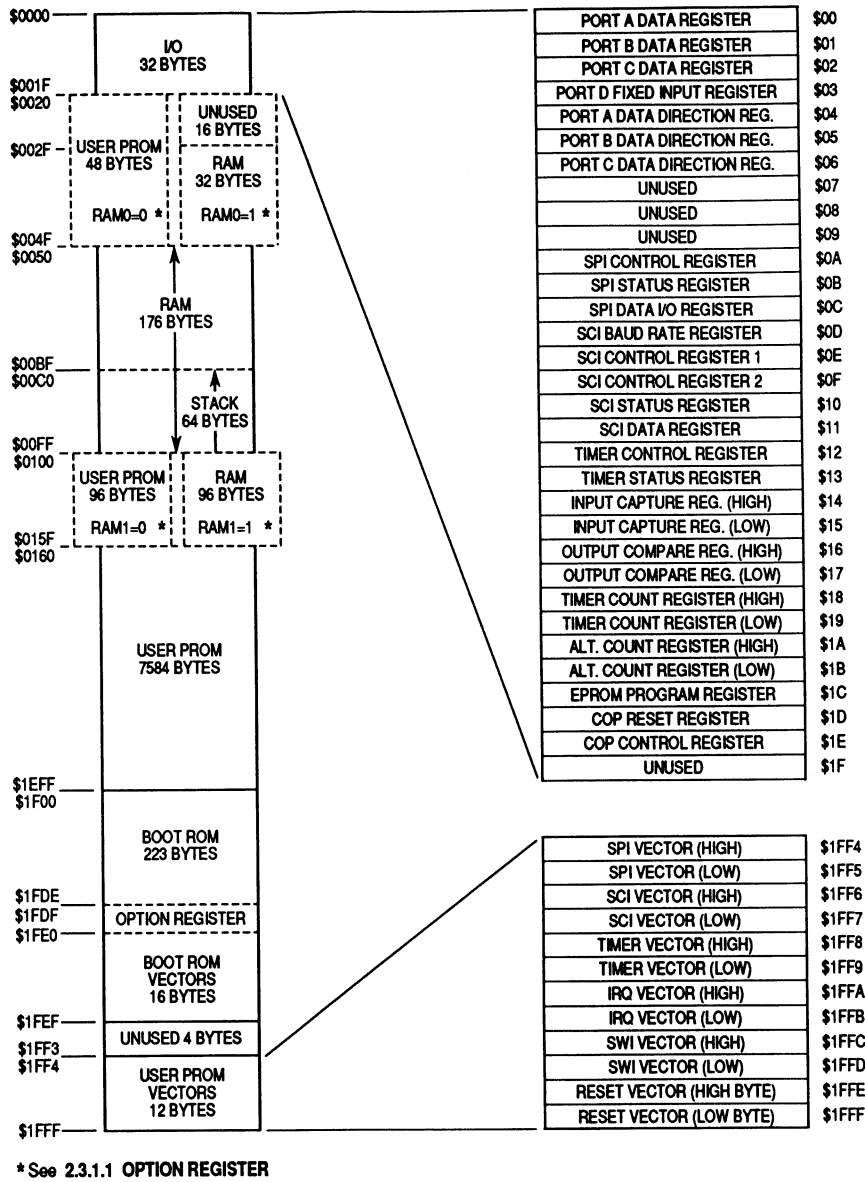 $0000
I/O
32 BYTES
$001F
$0020
USER PROM
48 BYTES
RAM0=0 *
UNUSED
16 BYTES
$002F
RAM
32 BYTES
RAM0=1 *
$004F
$0050
RAM
176 BYTES
$00BF
$00C0
STACK
64 BYTES
$00FF
$0100
USER PROM
96 BYTES
RAM1=0 *
RAM
96 BYTES
RAM1=1 *
$015F
$0160
USER PROM
7584 BYTES
$1EFF
$1F00
BOOT ROM
223 BYTES
$1FDE
$1FDF
OPTION REGISTER
$1FE0
BOOT ROM
VECTORS
16 BYTES
$1FEF
UNUSED 4 BYTES
$1FF3
$1FF4
USER PROM
VECTORS
12 BYTES
$1FFF
PORT A DATA REGISTER $00
PORT B DATA REGISTER $01
PORT C DATA REGISTER $02
PORT D FIXED INPUT REGISTER $03
PORT A DATA DIRECTION REG. $04
PORT B DATA DIRECTION REG. $05
PORT C DATA DIRECTION REG. $06
UNUSED $07
UNUSED $08
UNUSED $09
SPI CONTROL REGISTER $0A
SPI STATUS REGISTER $0B
SPI DATA I/O REGISTER $0C
SCI BAUD RATE REGISTER $0D
SCI CONTROL REGISTER 1 $0E
SCI CONTROL REGISTER 2 $0F
SCI STATUS REGISTER $10
SCI DATA REGISTER $11
TIMER CONTROL REGISTER $12
TIMER STATUS REGISTER $13
INPUT CAPTURE REG. (HIGH) $14
INPUT CAPTURE REG. (LOW) $15
OUTPUT COMPARE REG. (HIGH) $16
OUTPUT COMPARE REG. (LOW) $17
TIMER COUNT REGISTER (HIGH) $18
TIMER COUNT REGISTER (LOW) $19
ALT. COUNT REGISTER (HIGH) $1A
ALT. COUNT REGISTER (LOW) $1B
EPROM PROGRAM REGISTER $1C
COP RESET REGISTER $1D
COP CONTROL REGISTER $1E
UNUSED $1F
SPI VECTOR (HIGH) $1FF4
SPI VECTOR (LOW) $1FF5
SCI VECTOR (HIGH) $1FF6
SCI VECTOR (LOW) $1FF7
TIMER VECTOR (HIGH) $1FF8
TIMER VECTOR (LOW) $1FF9
IRQ VECTOR (HIGH) $1FFA
IRQ VECTOR (LOW) $1FFB
SWI VECTOR (HIGH) $1FFC
SWI VECTOR (LOW) $1FFD
RESET VECTOR (HIGH BYTE) $1FFE
RESET VECTOR (LOW BYTE) $1FFF
* See 2.3.1.1 OPTION REGISTER